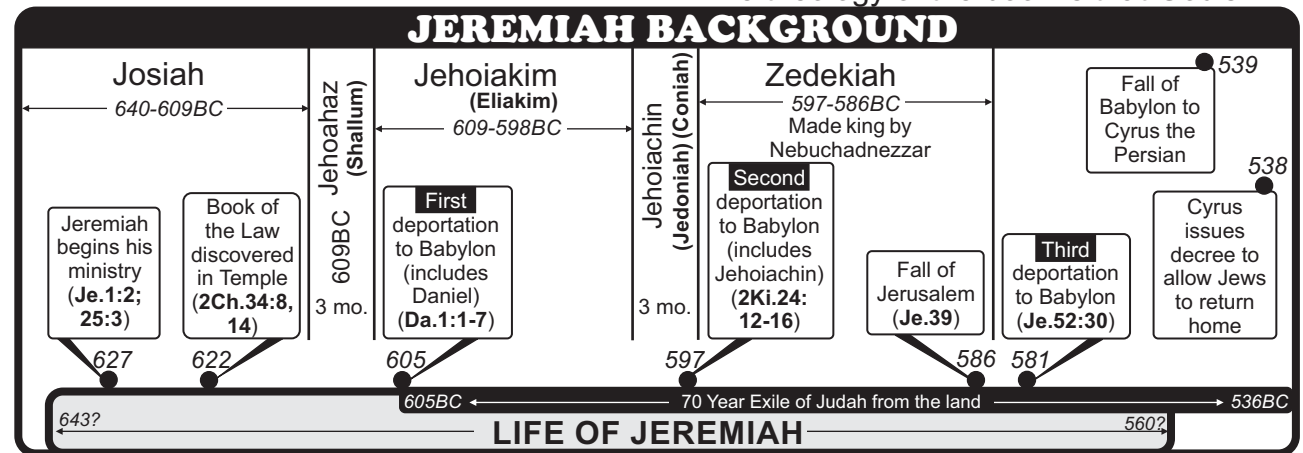 JEREMIAH BACKGROUND
Josiah
640-609BC
Jehoahaz
(Shallum)
609BC
3 mo.
Jehoiakim
(Eliakim)
609-598BC
Jehoiachin
(Jedoniah) (Coniah)
3 mo.
Zedekiah
597-586BC
Made king by
Nebuchadnezzar
539
Fall of
Babylon to
Cyrus the
Persian
538
Cyrus
issues
decree to
allow Jews
to return
home
Jeremiah
begins his
ministry
(Je.1:2;
25:3)
Book of
the Law
discovered
in Temple
(2Ch.34:8,
14)
First
deportation
to Babylon
(includes
Daniel)
(Da.1:1-7)
Second
deportation
to Babylon
(includes
Jehoiachin)
(2Ki.24:
12-16)
Fall of
Jerusalem
(Je.39)
Third
deportation
to Babylon
(Je.52:30)
627
622
605
597
586
581
605BC 70 Year Exile of Judah from the land 536BC
643? 560?
LIFE OF JEREMIAH